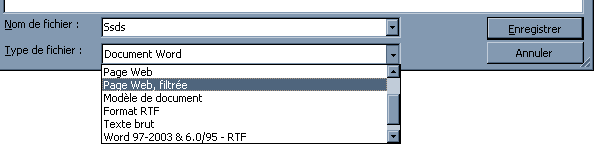 Nom de fichier : Ssds Enregistrer
Type de fichier : Document Word Annuler
Page Web
Page Web, filtrée
Modèle de document
Format RTF
Texte brut
Word 97-2003 & 6.0/95 - RTF